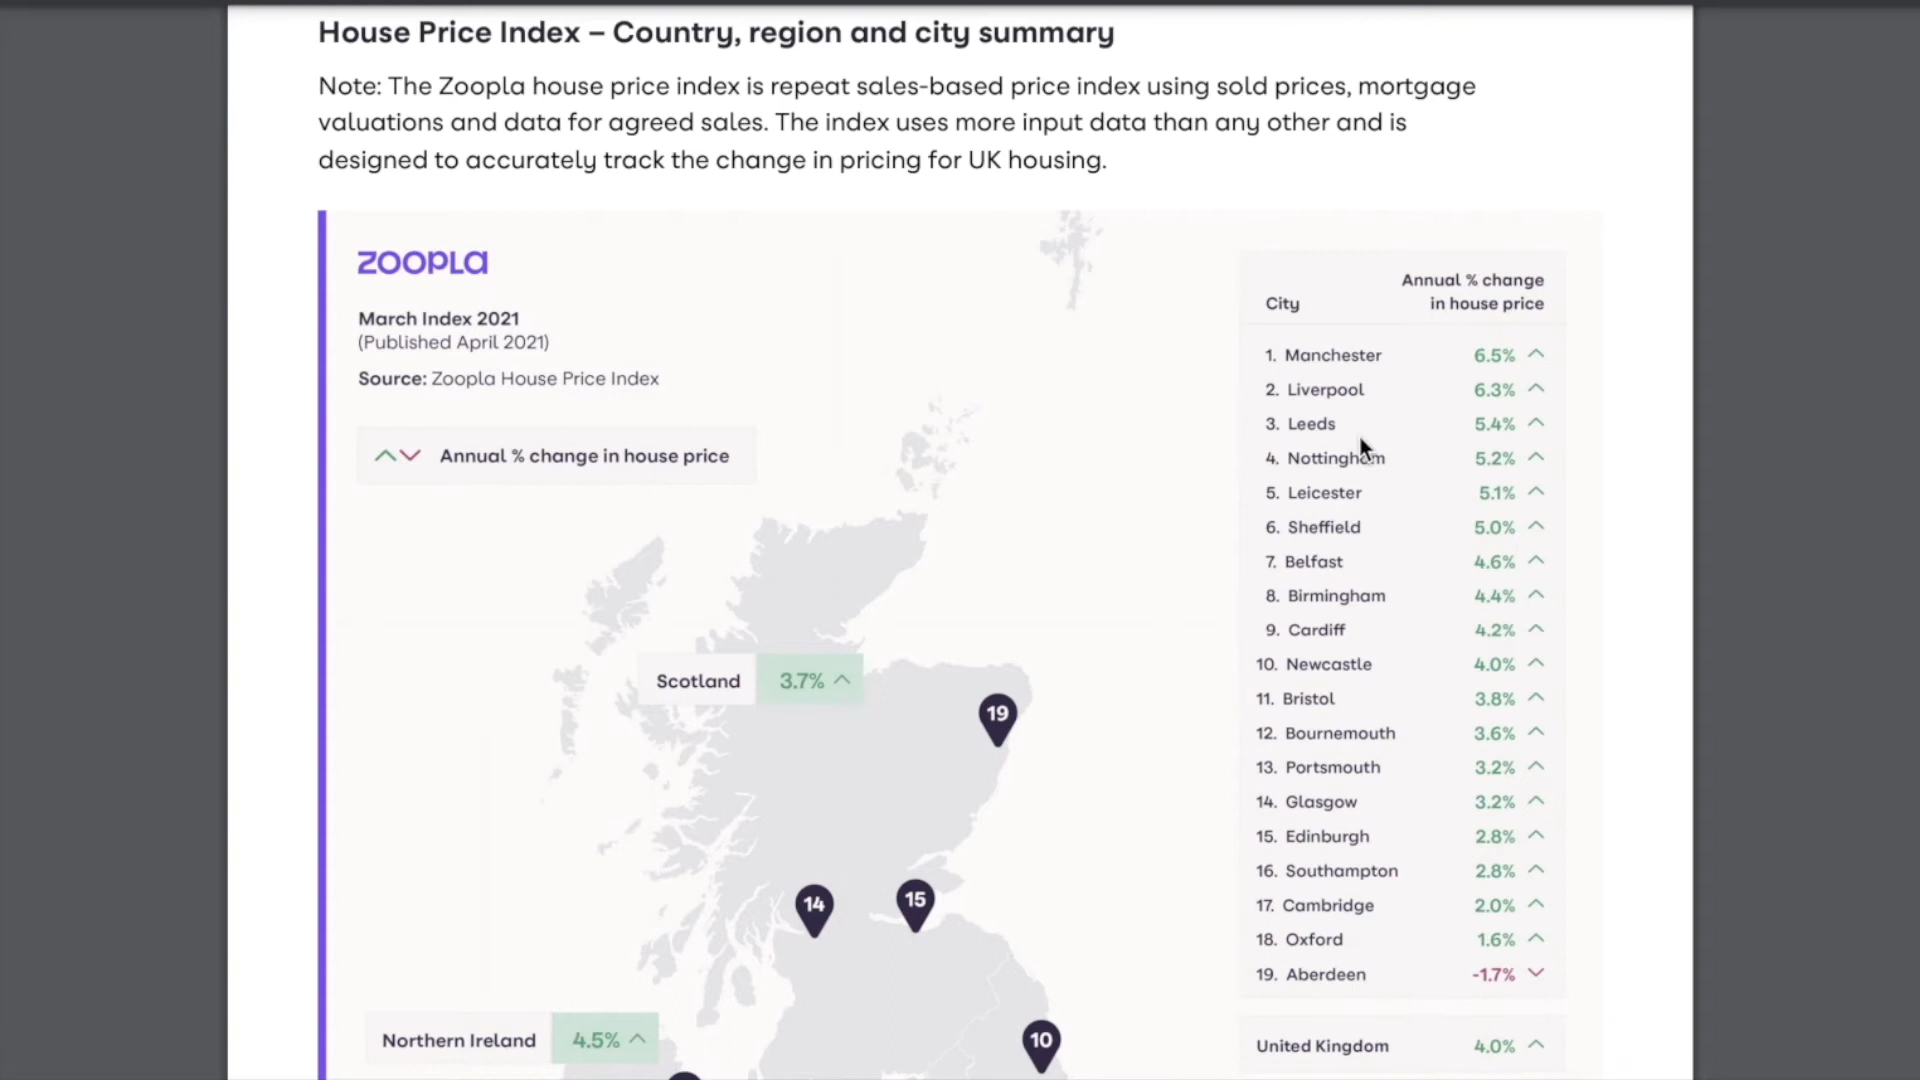 House Price Index – Country, region and city summary
Note: The Zoopla house price index is repeat sales-based price index using sold prices, mortgage
valuations and data for agreed sales. The index uses more input data than any other and is
designed to accurately track the change in pricing for UK housing.
zoopla
March Index 2021
(Published April 2021)
Source: Zoopla House Price Index
Annual % change in house price
Scotland 3.7%
19
14
15
Northern Ireland 4.5%
10
Annual % change
City in house price
1. Manchester 6.5%
2. Liverpool 6.3%
3. Leeds 5.4%
4. Nottingham 5.2%
5. Leicester 5.1%
6. Sheffield 5.0%
7. Belfast 4.6%
8. Birmingham 4.4%
9. Cardiff 4.2%
10. Newcastle 4.0%
11. Bristol 3.8%
12. Bournemouth 3.6%
13. Portsmouth 3.2%
14. Glasgow 3.2%
15. Edinburgh 2.8%
16. Southampton 2.8%
17. Cambridge 2.0%
18. Oxford 1.6%
19. Aberdeen -1.7%
United Kingdom 4.0%